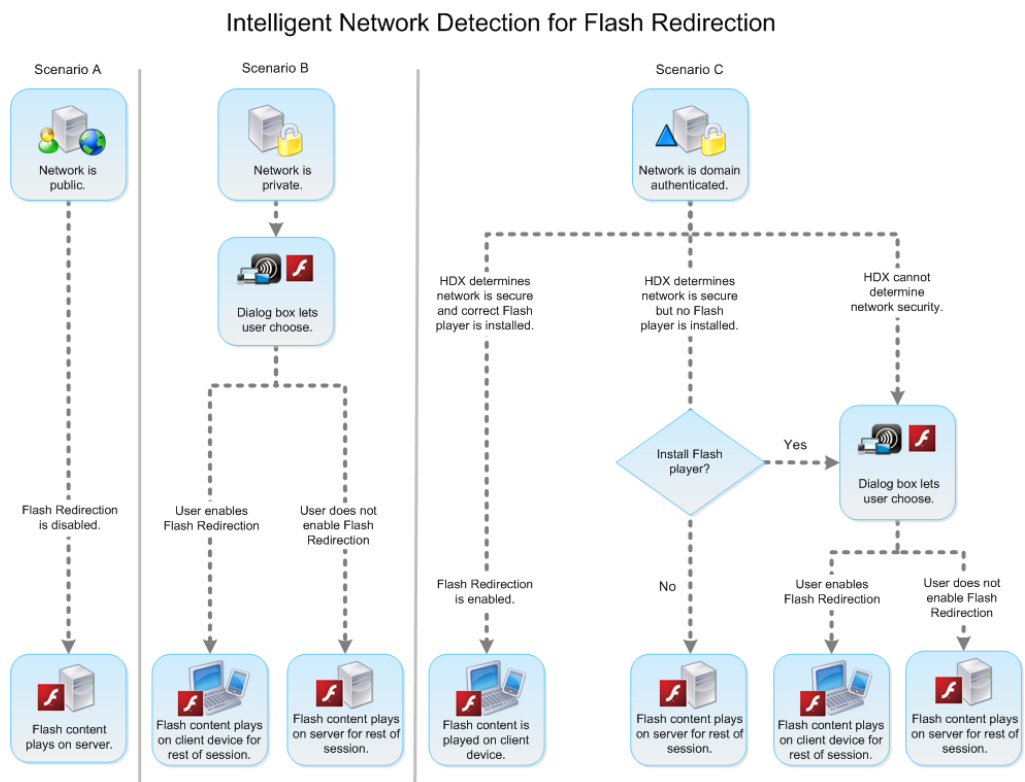 Intelligent Network Detection for Flash Redirection
Scenario A
Network is
public.
Flash Redirection
is disabled.
Flash content
plays on server.
Scenario B
Network is
private.
Dialog box lets
user choose.
User enables
Flash Redirection
User does not
enable Flash
Redirection
Flash content plays
on client device for
rest of session.
Flash content plays
on server for rest of
session.
Scenario C
Network is domain
authenticated.
HDX determines
network is secure
and correct Flash
player is installed.
HDX determines
network is secure
but no Flash
player is installed.
HDX cannot
determine
network security.
Install Flash
player?
Yes
No
Dialog box lets
user choose.
Flash Redirection
is enabled.
User enables
Flash Redirection
User does not
enable Flash
Redirection
Flash content is
played on client
device.
Flash content plays
on server for rest of
session.
Flash content plays
on client device for
rest of session.
Flash content plays
on server for rest of
session.